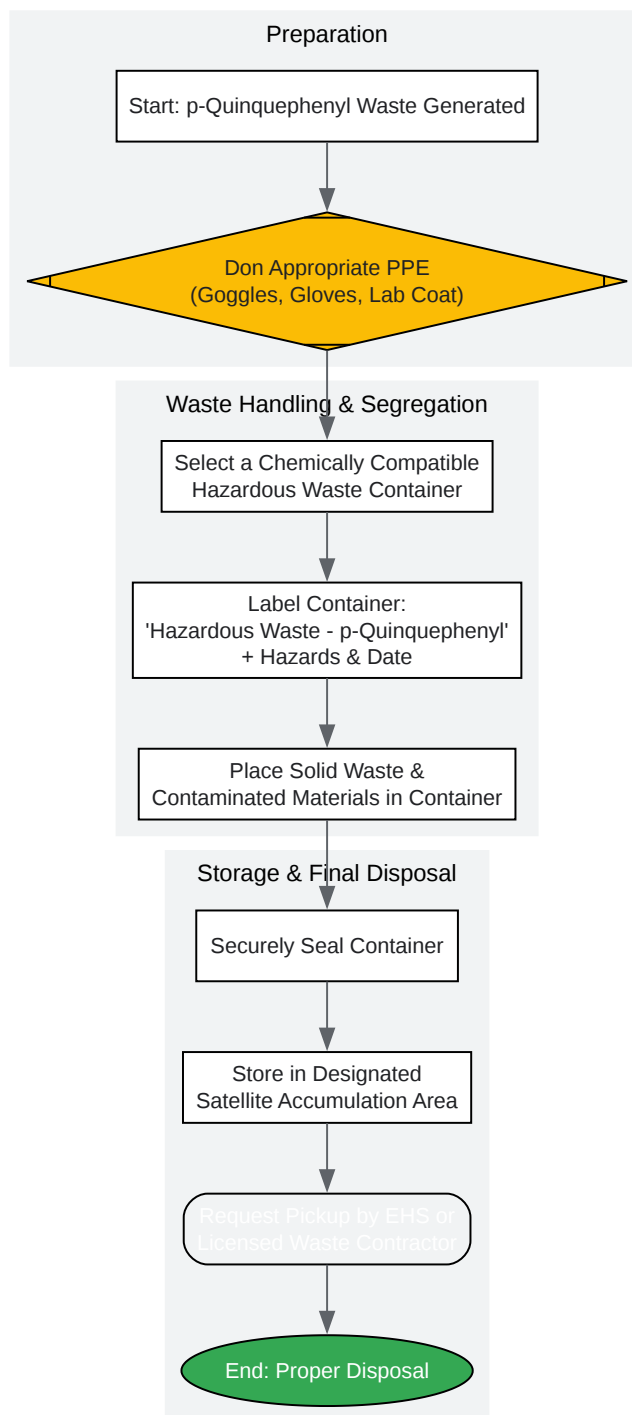 Preparation
Start: p-Quinquephenyl Waste Generated
Don Appropriate PPE
(Goggles, Gloves, Lab Coat)
Waste Handling & Segregation
Select a Chemically Compatible
Hazardous Waste Container
Label Container:
'Hazardous Waste - p-Quinquephenyl'
+ Hazards & Date
Place Solid Waste &
Contaminated Materials in Container
Storage & Final Disposal
Securely Seal Container
Store in Designated
Satellite Accumulation Area
Request Pickup by EHS or
Licensed Waste Contractor
End: Proper Disposal